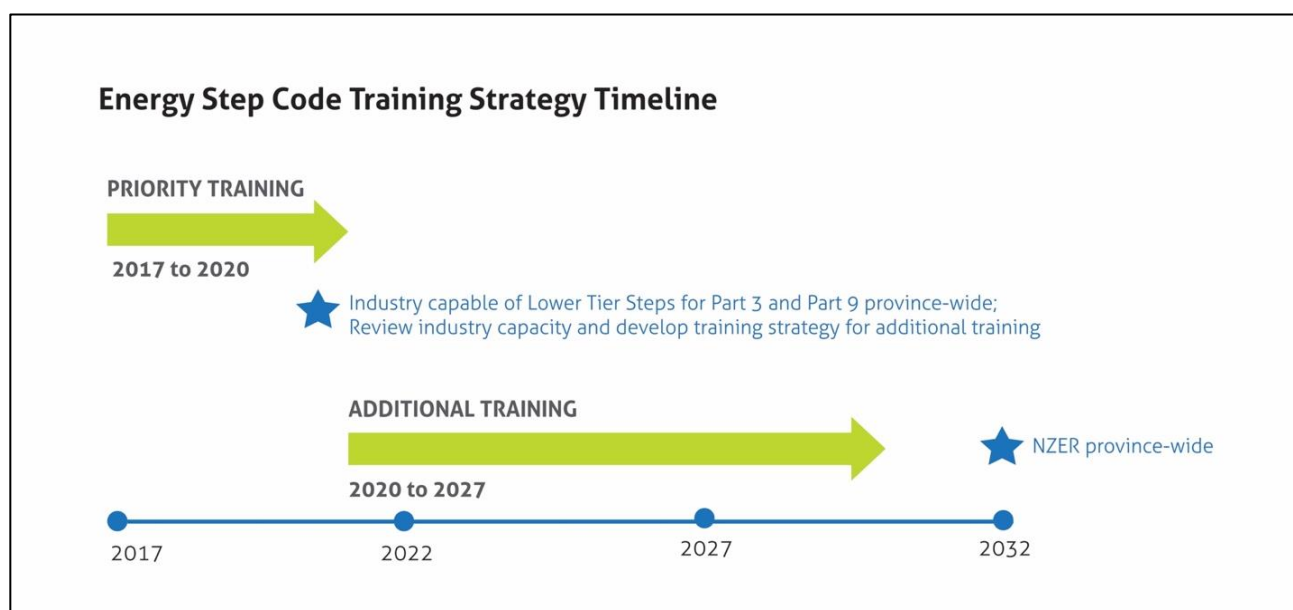 Energy Step Code Training Strategy Timeline
PRIORITY TRAINING
2017 to 2020
Industry capable of Lower Tier Steps for Part 3 and Part 9 province-wide;
Review industry capacity and develop training strategy for additional training
ADDITIONAL TRAINING
NZER province-wide
2020 to 2027
2017
2022
2027
2032